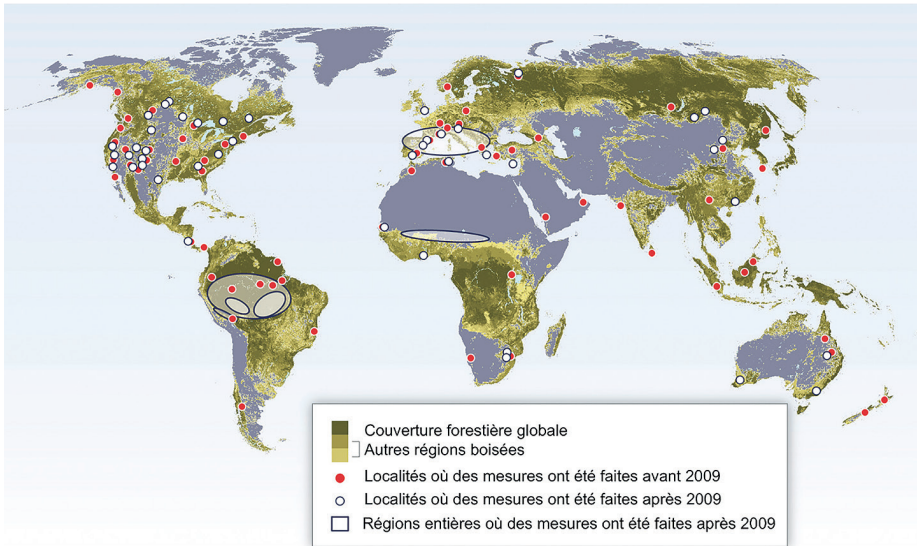 Couverture forestière globale
Autres régions boisées
Localités où des mesures ont été faites avant 2009
Localités où des mesures ont été faites après 2009
Régions entières où des mesures ont été faites après 2009